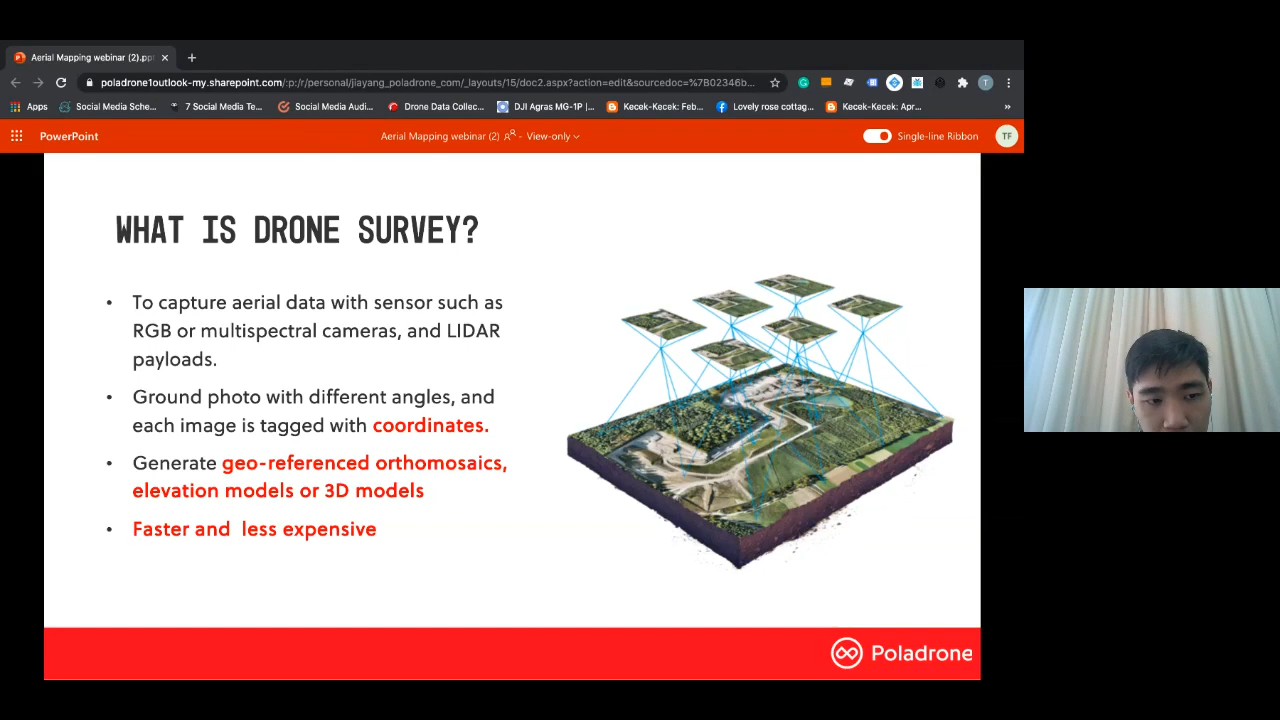 Aerial Mapping webinar (2).pp
poladrone1outlook-my.sharepoint.com/:p:/r/personal/jiayang_poladrone_com/_layouts/15/doc2.aspx?action=edit&sourcedoc=%7B02346b...
Apps Social Media Sche... 7 Social Media Te... Social Media Audi... Drone Data Collec... DJI Agras MG-1P |... Kecek-Kecek: Feb... Lovely rose cottag... Kecek-Kecek: Apr... »
PowerPoint Aerial Mapping webinar (2) - View-only Single-line Ribbon TF
WHAT IS DRONE SURVEY?
• To capture aerial data with sensor such as
RGB or multispectral cameras, and LIDAR
payloads.
• Ground photo with different angles, and
each image is tagged with coordinates.
• Generate geo-referenced orthomosaics,
elevation models or 3D models
• Faster and less expensive
Poladrone